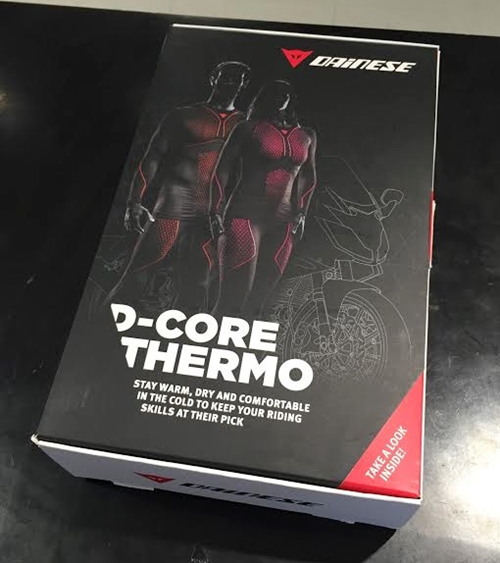 DAINESE
D-CORE
THERMO
STAY WARM, DRY AND COMFORTABLE
IN THE COLD TO KEEP YOUR RIDING
SKILLS AT THEIR PICK
TAKE A LOOK
INSIDE!
DAINESE